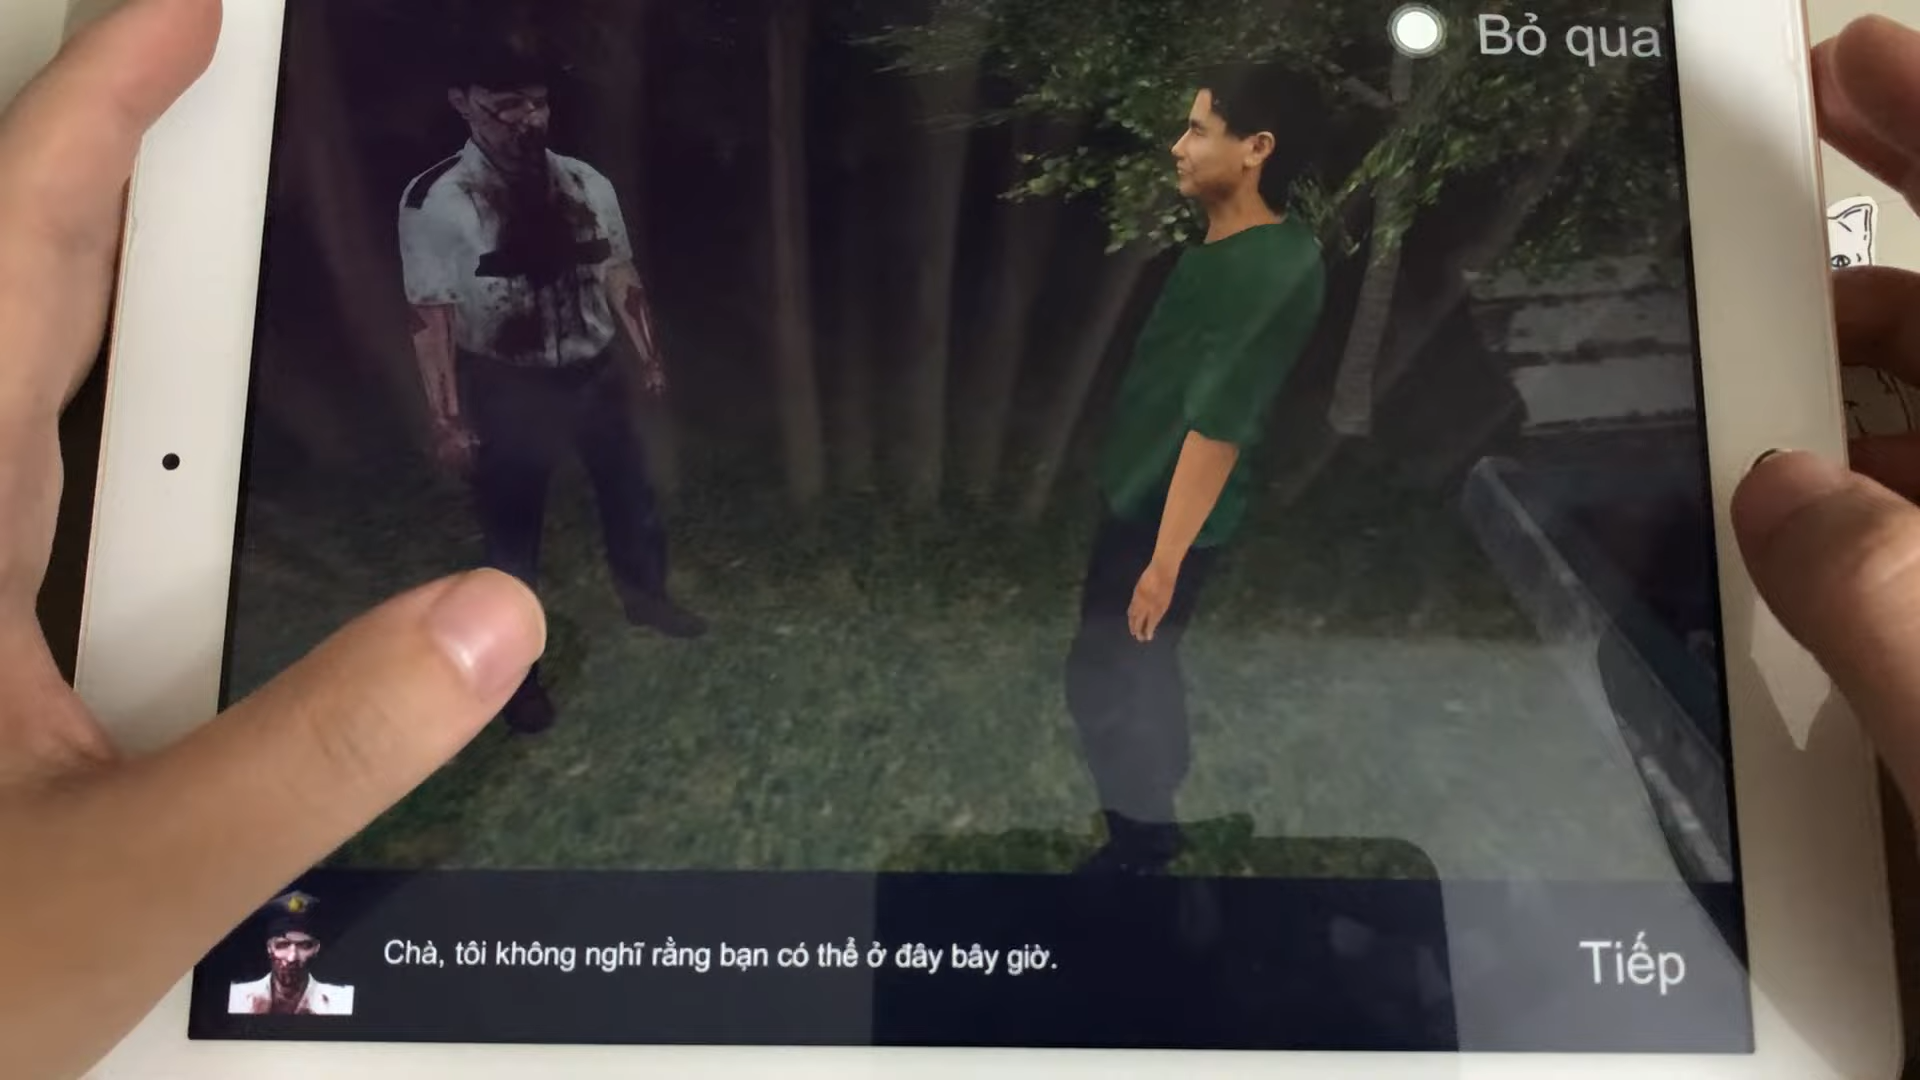 Bỏ qua
Chà, tôi không nghĩ rằng bạn có thể ở đây bây giờ.
Tiếp